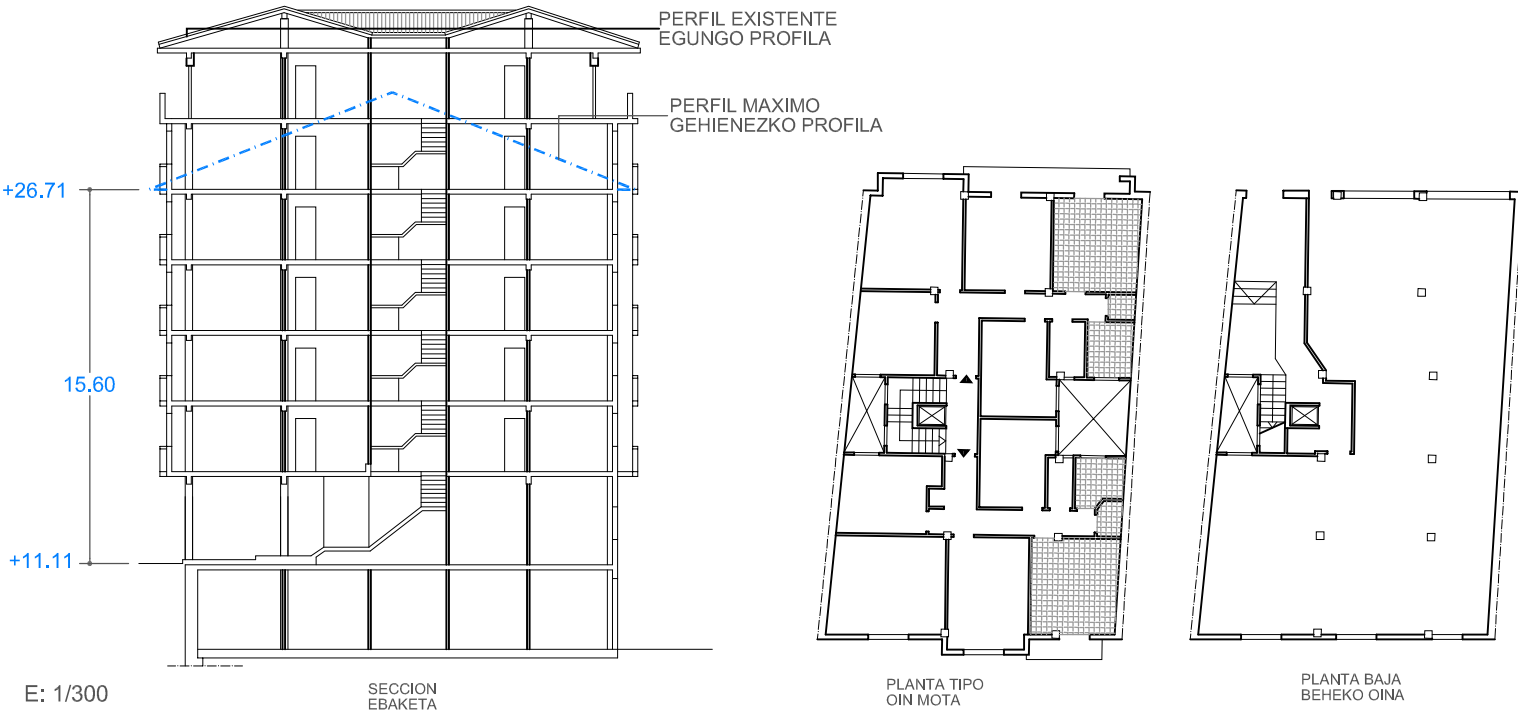 PERFIL EXISTENTE
EGUNGO PROFILA
PERFIL MAXIMO
GEHIENEZKO PROFILA
+26.71
15.60
+11.11
E: 1/300
SECCION
EBAKETA
PLANTA TIPO
OIN MOTA
PLANTA BAJA
BEHEKO OINA